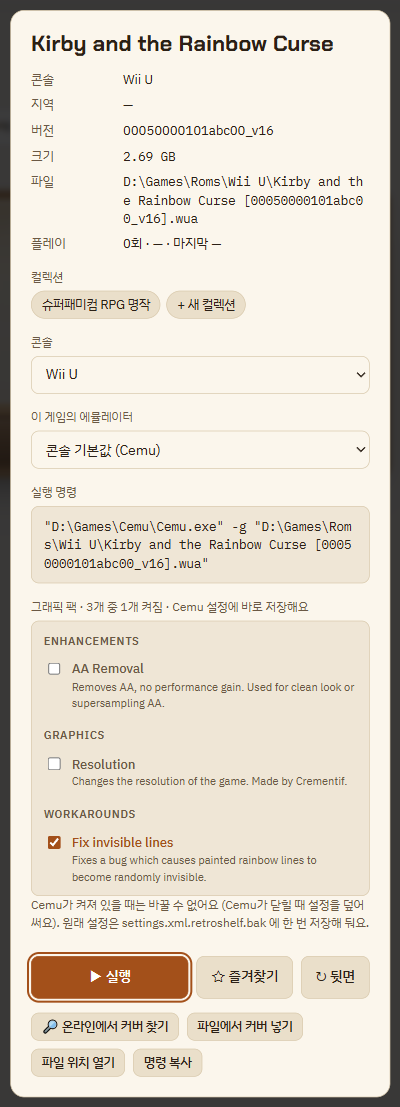 Kirby and the Rainbow Curse
콘솔 Wii U
지역 —
버전 00050000101abc00_v16
크기 2.69 GB
파일 D:\Games\Roms\Wii U\Kirby and th
e Rainbow Curse [00050000101abc0
0_v16].wua
플레이 0회 · — · 마지막 —
컬렉션
슈퍼패미컴 RPG 명작 + 새 컬렉션
콘솔
Wii U
이 게임의 에뮬레이터
콘솔 기본값 (Cemu)
실행 명령
"D:\Games\Cemu\Cemu.exe" -g "D:\Games\Rom
s\Wii U\Kirby and the Rainbow Curse [0005
0000101abc00_v16].wua"
그래픽 팩 · 3개 중 1개 켜짐 · Cemu 설정에 바로 저장해요
ENHANCEMENTS
AA Removal
Removes AA, no performance gain. Used for clean look or
supersampling AA.
GRAPHICS
Resolution
Changes the resolution of the game. Made by Crementif.
WORKAROUNDS
Fix invisible lines
Fixes a bug which causes painted rainbow lines to
become randomly invisible.
Cemu가 켜져 있을 때는 바꿀 수 없어요 (Cemu가 닫힐 때 설정을 덮어
써요). 원래 설정은 settings.xml.retroshelf.bak 에 한 번 저장해 둬요.
▶ 실행 ☆ 즐겨찾기 ↻ 뒷면
🔎 온라인에서 커버 찾기 파일에서 커버 넣기
파일 위치 열기 명령 복사